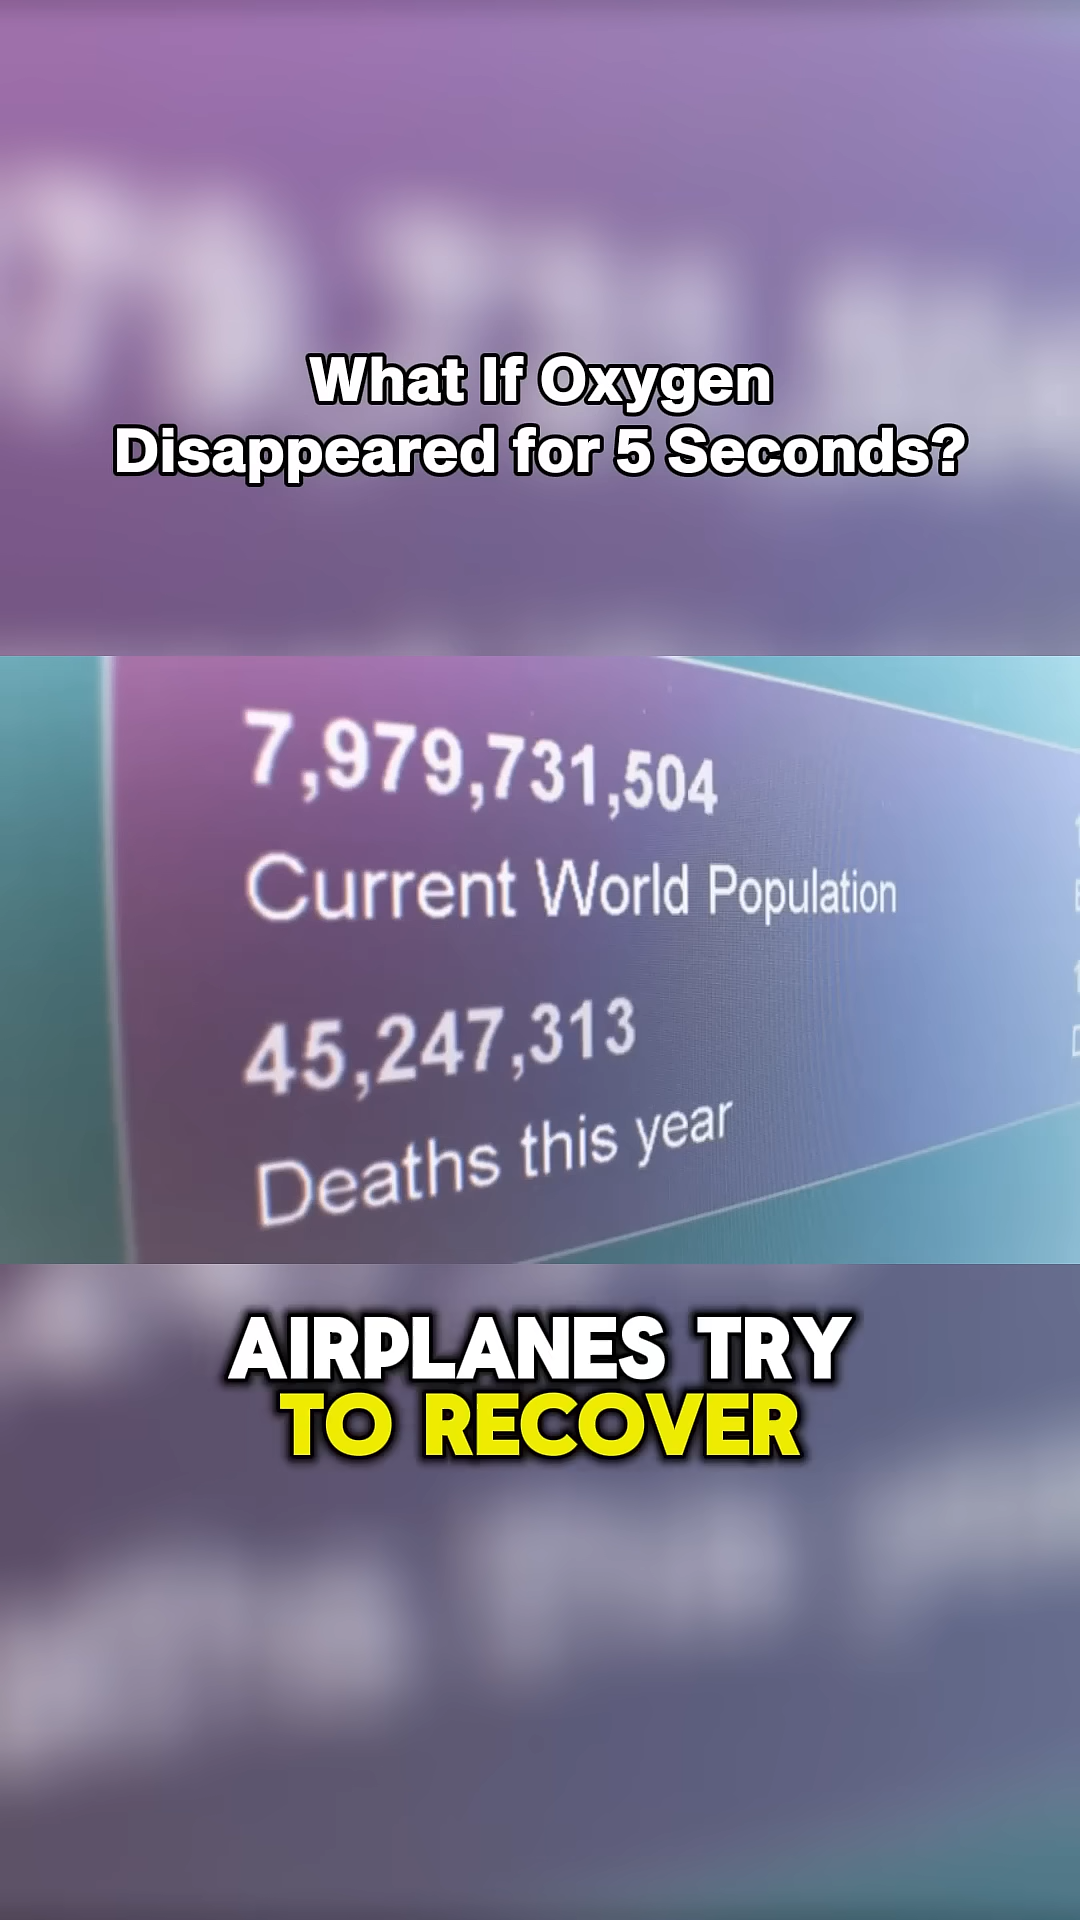 What If Oxygen
Disappeared for 5 Seconds?
7,979,731,504
Current World Population
45,247,313
Deaths this year
AIRPLANES TRY
TO RECOVER